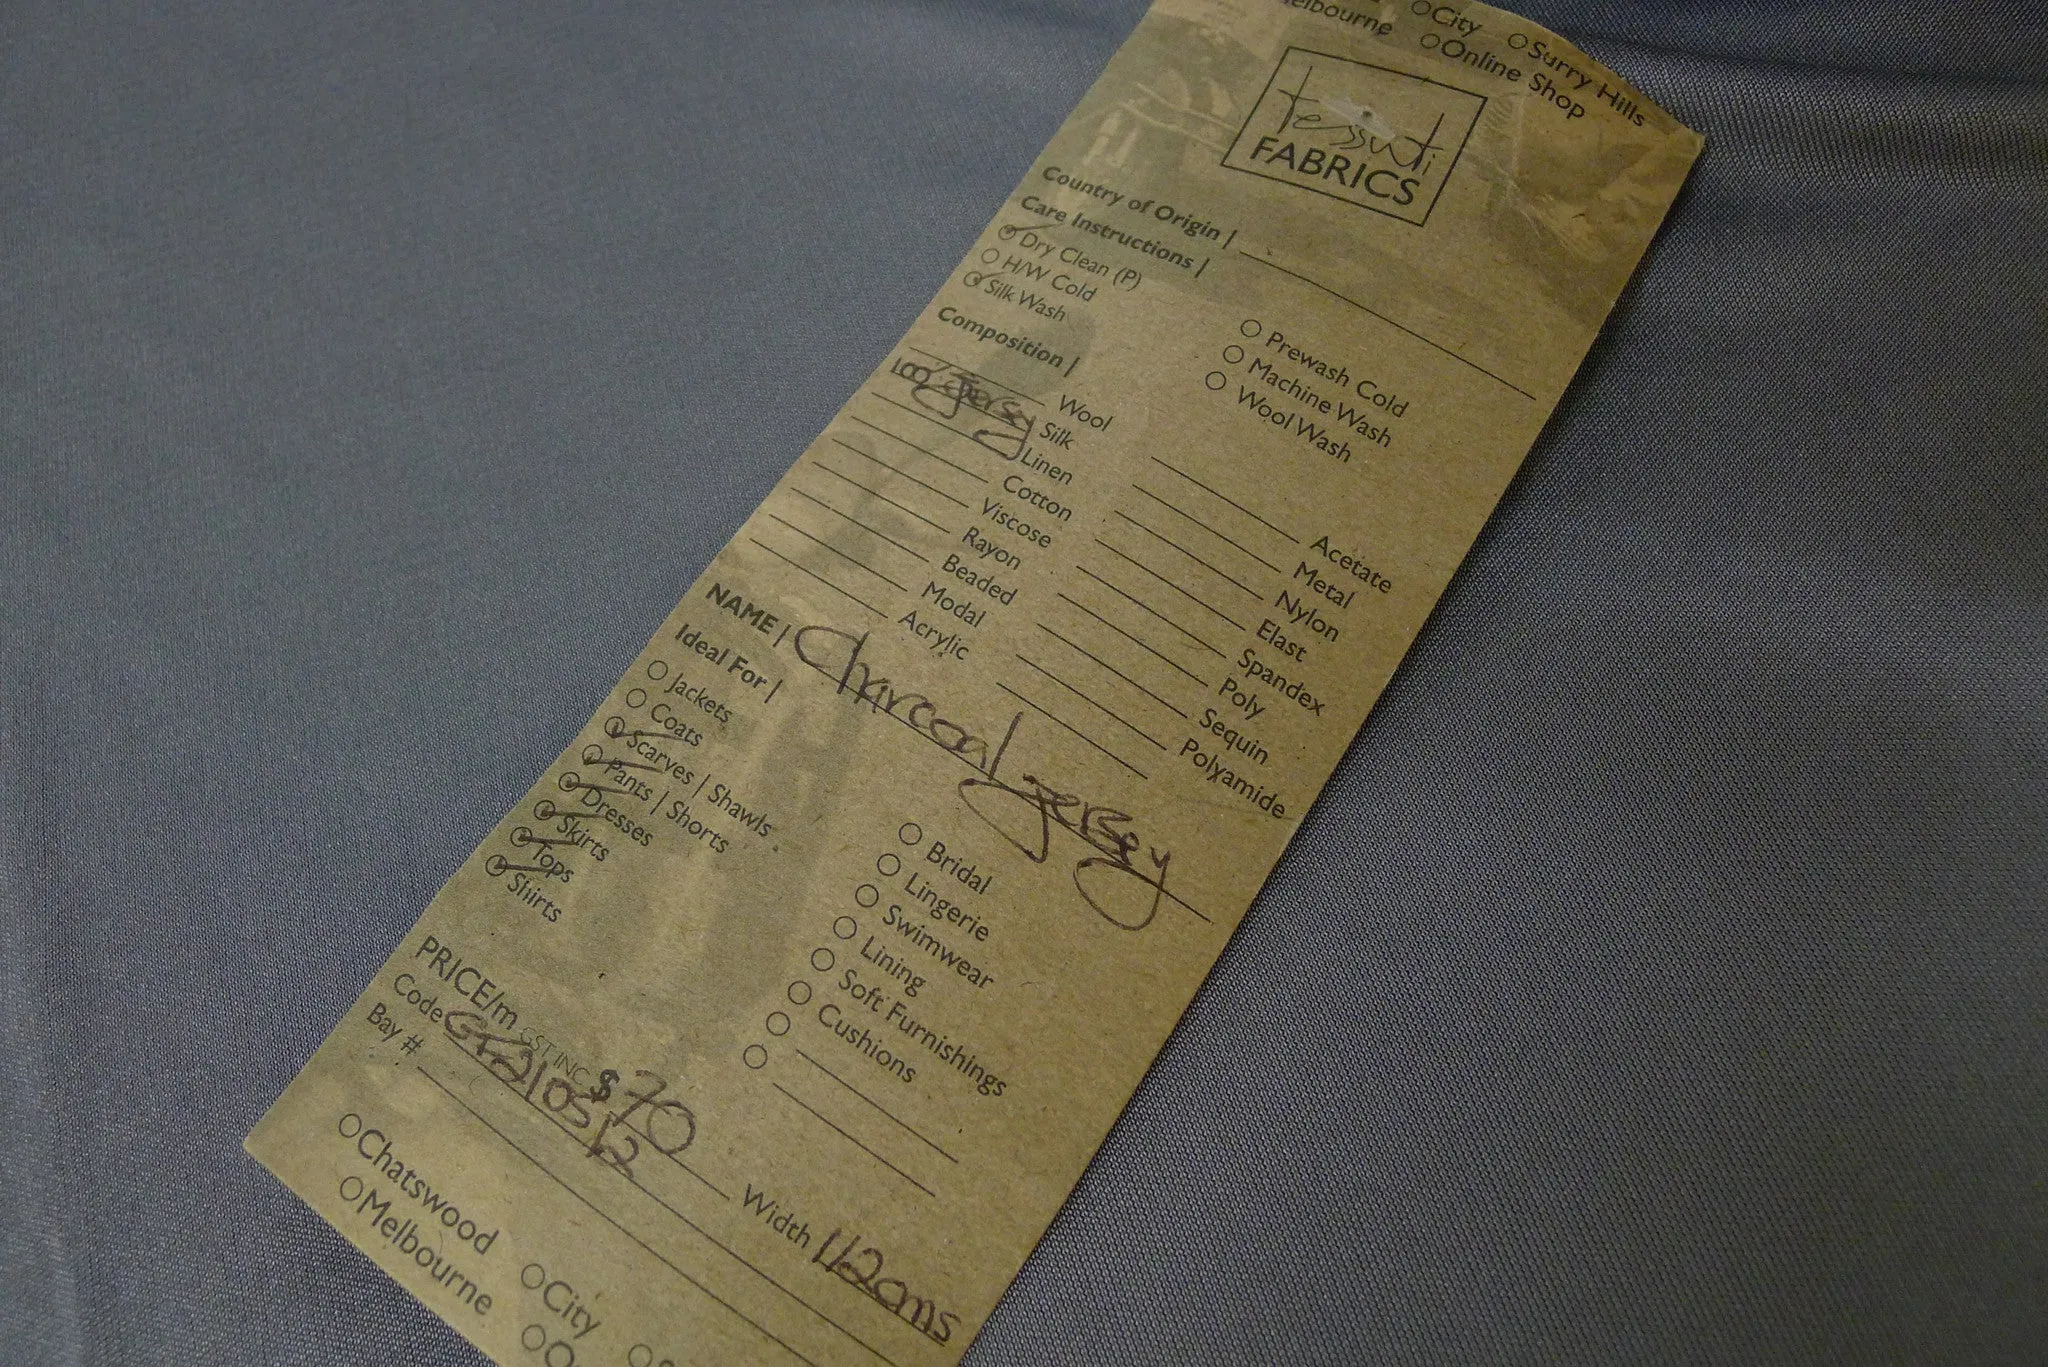 City Surry Hills
elbourne Online Shop
tessuti
FABRICS
Country of Origin |
Care Instructions |
Dry Clean (P)
H/W Cold
Silk Wash
Prewash Cold
Machine Wash
Wool Wash
Composition |
Wool
100% Jersey Silk
Linen
Cotton
Viscose
Rayon
Beaded
Modal
Acrylic
Acetate
Metal
Nylon
Elast
Spandex
Poly
Sequin
Polyamide
NAME | Charcoal Jersey
Ideal For |
Jackets
Coats
Scarves | Shawls
Pants | Shorts
Dresses
Skirts
Tops
Shirts
Bridal
Lingerie
Swimwear
Lining
Soft Furnishings
Cushions
PRICE/m GST INC $70
Code Width 112cms
Bay #
Chatswood City
Melbourne O